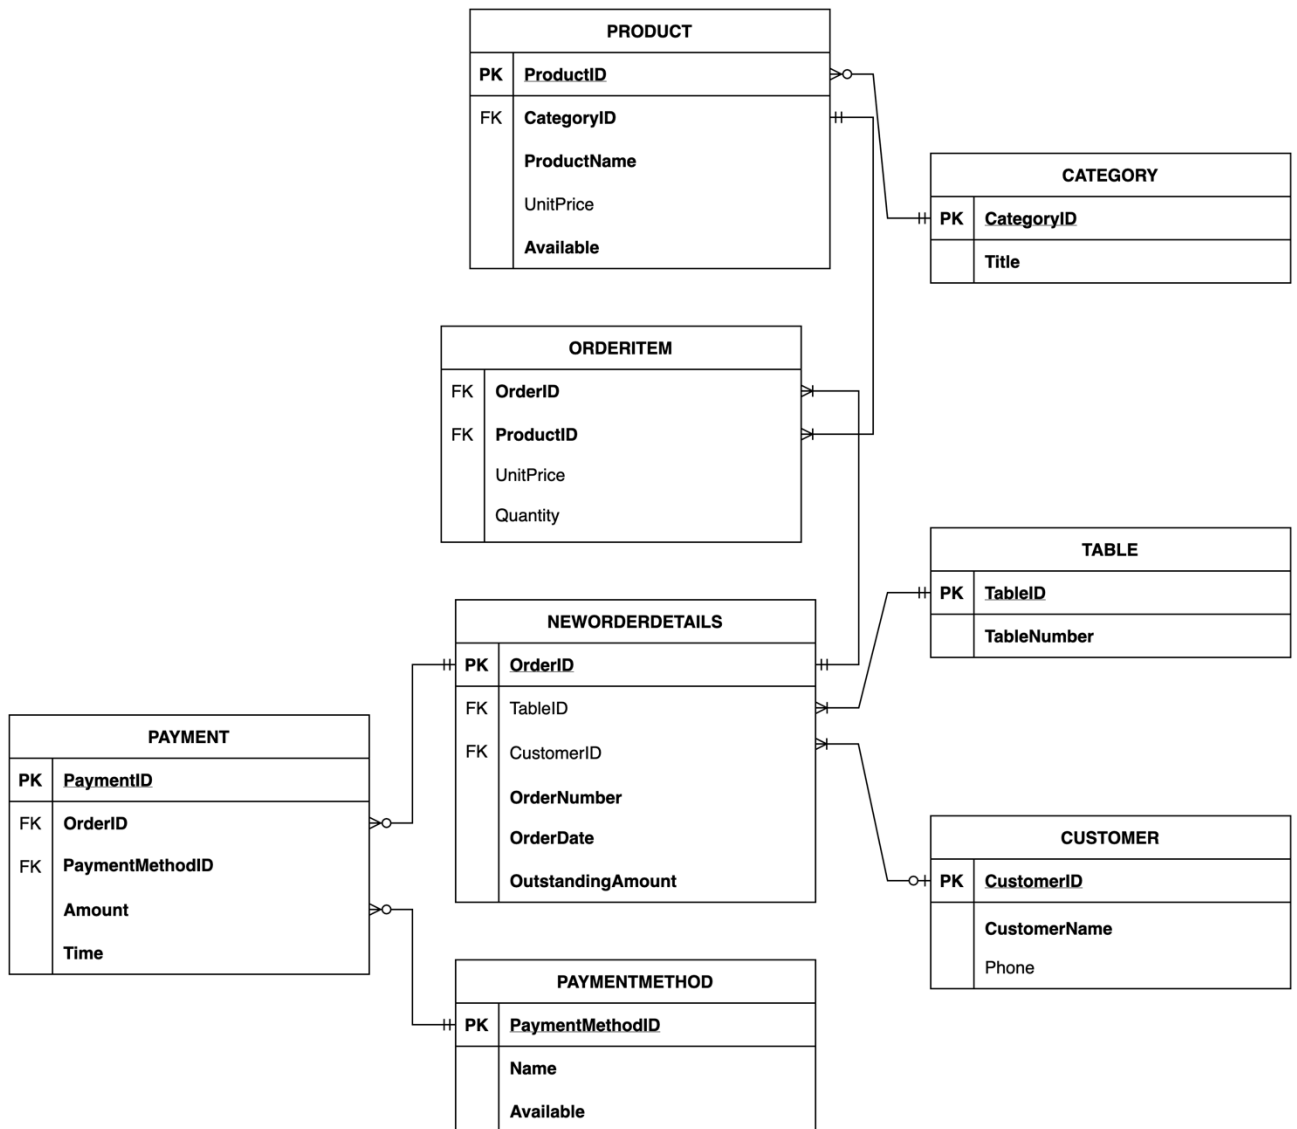 PRODUCT
PK ProductID
FK CategoryID
ProductName
UnitPrice
Available
CATEGORY
PK CategoryID
Title
ORDERITEM
FK OrderID
FK ProductID
UnitPrice
Quantity
TABLE
PK TableID
TableNumber
NEWORDERDETAILS
PK OrderID
FK TableID
FK CustomerID
OrderNumber
OrderDate
OutstandingAmount
PAYMENT
PK PaymentID
FK OrderID
FK PaymentMethodID
Amount
Time
CUSTOMER
PK CustomerID
CustomerName
Phone
PAYMENTMETHOD
PK PaymentMethodID
Name
Available